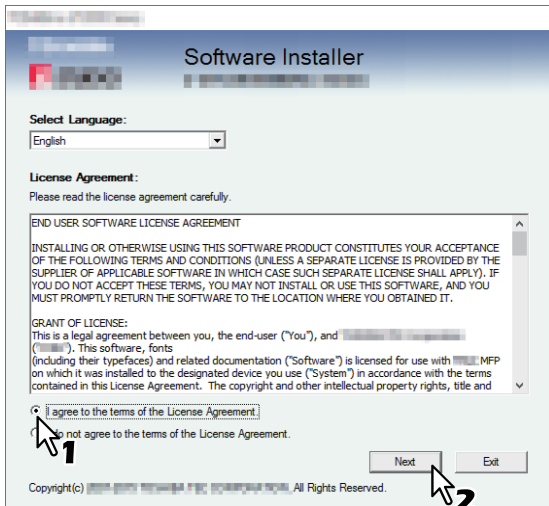 Software Installer
Select Language:
English
License Agreement:
Please read the license agreement carefully.
END USER SOFTWARE LICENSE AGREEMENT
INSTALLING OR OTHERWISE USING THIS SOFTWARE PRODUCT CONSTITUTES YOUR ACCEPTANCE
OF THE FOLLOWING TERMS AND CONDITIONS (UNLESS A SEPARATE LICENSE IS PROVIDED BY THE
SUPPLIER OF APPLICABLE SOFTWARE IN WHICH CASE SUCH SEPARATE LICENSE SHALL APPLY). IF
YOU DO NOT ACCEPT THESE TERMS, YOU MAY NOT INSTALL OR USE THIS SOFTWARE, AND YOU
MUST PROMPTLY RETURN THE SOFTWARE TO THE LOCATION WHERE YOU OBTAINED IT.
GRANT OF LICENSE:
This is a legal agreement between you, the end-user ("You"), and
(" "). This software, fonts
(including their typefaces) and related documentation ("Software") is licensed for use with MFP
on which it was installed to the designated device you use ("System") in accordance with the terms
contained in this License Agreement. The copyright and other intellectual property rights, title and
I agree to the terms of the License Agreement.
do not agree to the terms of the License Agreement.
1
Next
Exit
2
Copyright(c) All Rights Reserved.